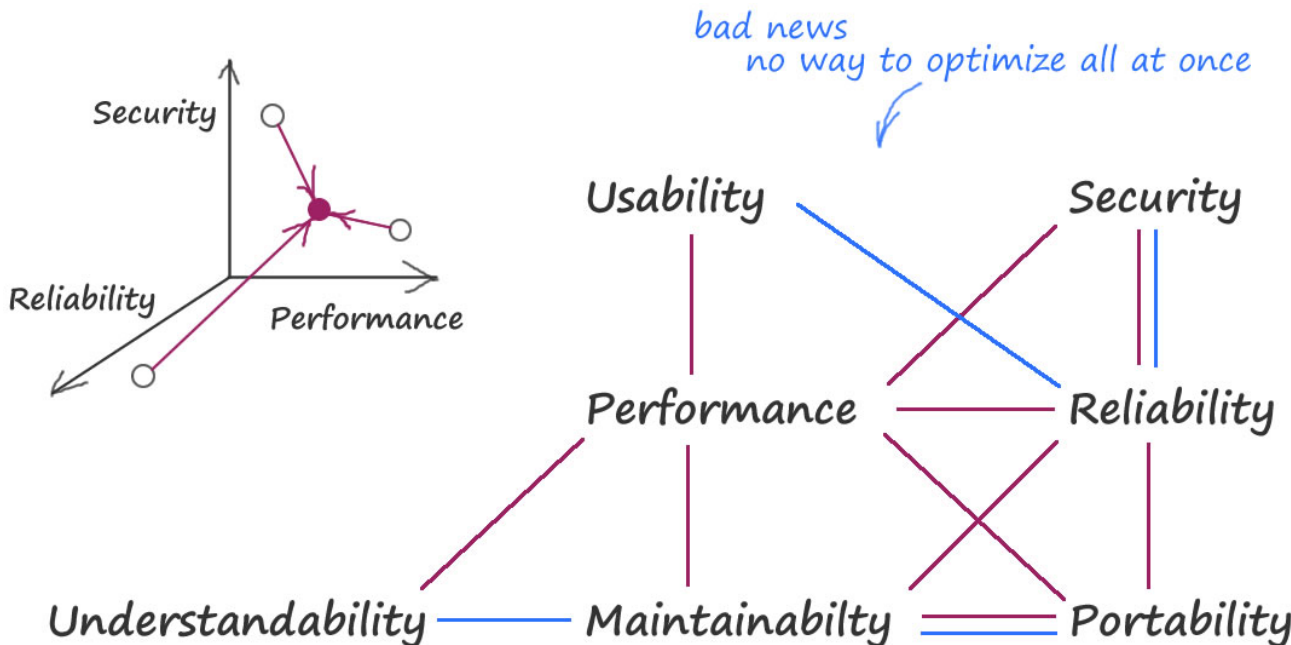 bad news
no way to optimize all at once
Security
Reliability
Performance
Usability
Security
Performance
Reliability
Understandability
Maintainabilty
Portability